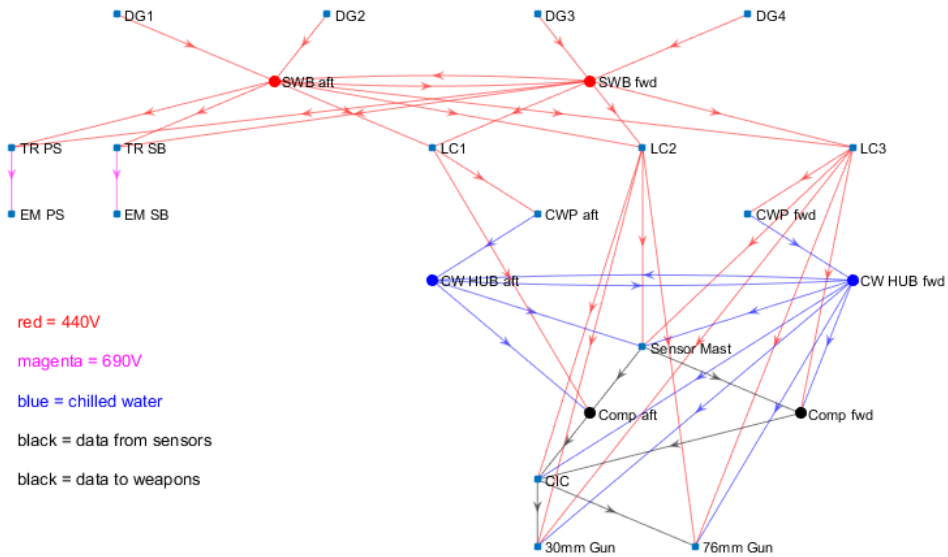 DG1
DG2
DG3
DG4
SWB aft
SWB fwd
TR PS
TR SB
LC1
LC2
LC3
EM PS
EM SB
CWP aft
CWP fwd
CW HUB aft
CW HUB fwd
red = 440V
Sensor Mast
magenta = 690V
blue = chilled water
Comp aft
Comp fwd
black = data from sensors
black = data to weapons
CIC
30mm Gun
76mm Gun